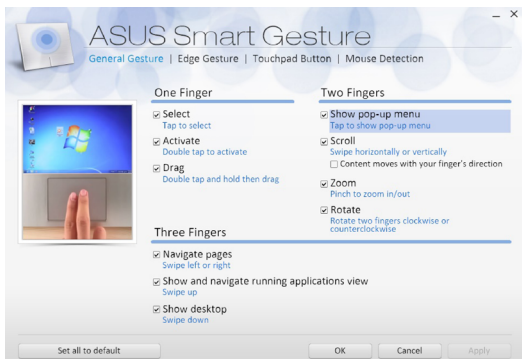 ASUS Smart Gesture
General Gesture | Edge Gesture | Touchpad Button | Mouse Detection
One Finger
Select
Tap to select
Activate
Double tap to activate
Drag
Double tap and hold then drag
Two Fingers
Show pop-up menu
Tap to show pop-up menu
Scroll
Swipe horizontally or vertically
Content moves with your finger's direction
Zoom
Pinch to zoom in/out
Rotate
Rotate two fingers clockwise or
counterclockwise
Three Fingers
Navigate pages
Swipe left or right
Show and navigate running applications view
Swipe up
Show desktop
Swipe down
Set all to default
OK
Cancel
Apply